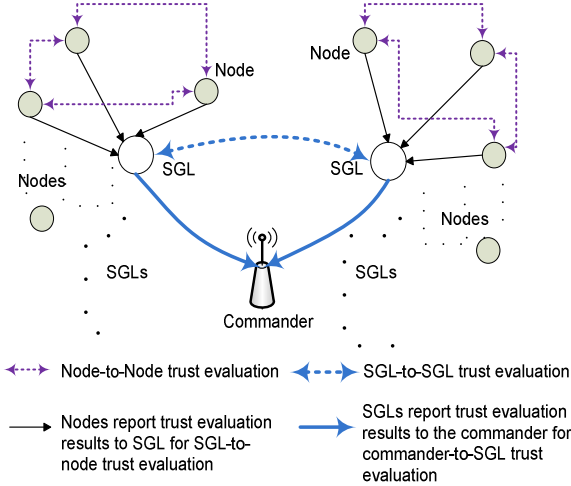 Node
Node
SGL
SGL
Nodes
Nodes
SGLs
SGLs
Commander
Node-to-Node trust evaluation
SGL-to-SGL trust evaluation
Nodes report trust evaluation
results to SGL for SGL-to-
node trust evaluation
SGLs report trust evaluation
results to the commander for
commander-to-SGL trust
evaluation